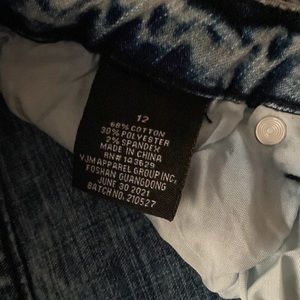 12
68% COTTON
30% POLYESTER
2% SPANDEX
MADE IN CHINA
RN# 143629
YJM APPAREL GROUP INC,
FOSHAN GUANGDONG
JUNE 30 2021
BATCH NO. 210527